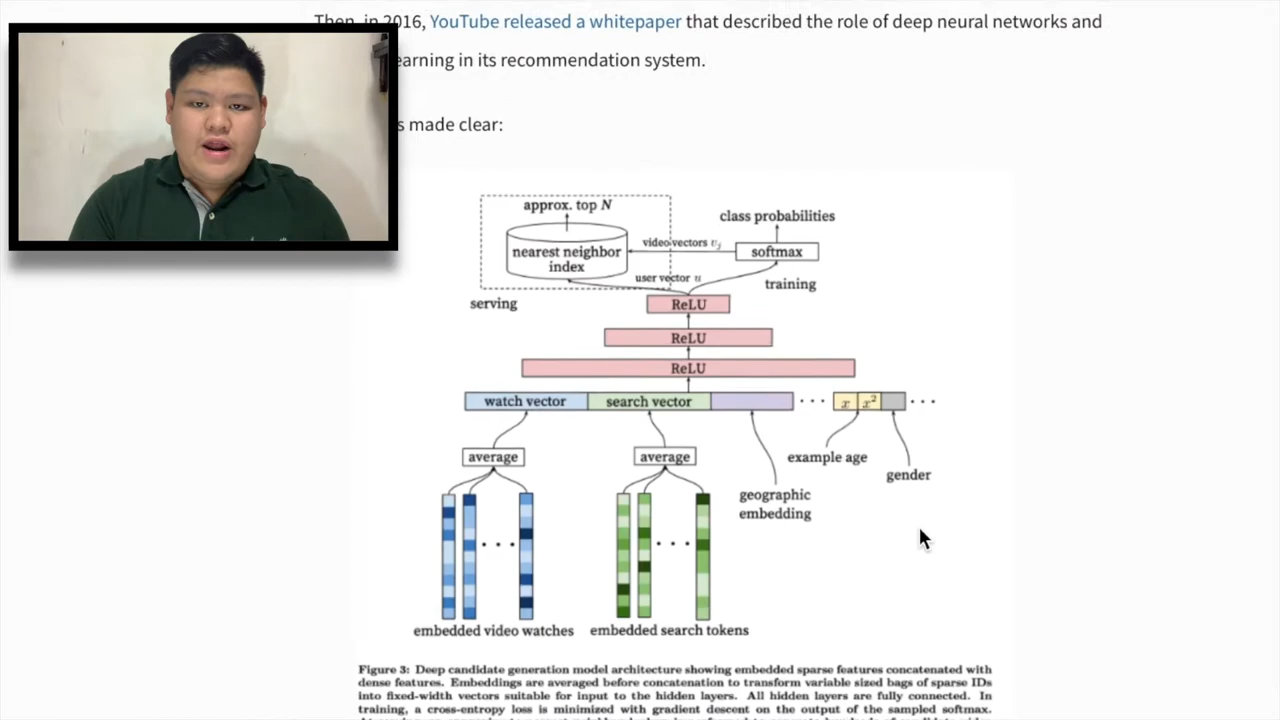 Then, in 2016, YouTube released a whitepaper that described the role of deep neural networks and
earning in its recommendation system.
s made clear:
approx. top N
class probabilities
nearest neighbor
index
video vectors vj
softmax
user vector u
training
serving
ReLU
ReLU
ReLU
watch vector
search vector
...
x
x²
...
average
average
example age
gender
geographic
embedding
...
...
embedded video watches
embedded search tokens
Figure 3: Deep candidate generation model architecture showing embedded sparse features concatenated with
dense features. Embeddings are averaged before concatenation to transform variable sized bags of sparse IDs
into fixed-width vectors suitable for input to the hidden layers. All hidden layers are fully connected. In
training, a cross-entropy loss is minimized with gradient descent on the output of the sampled softmax.